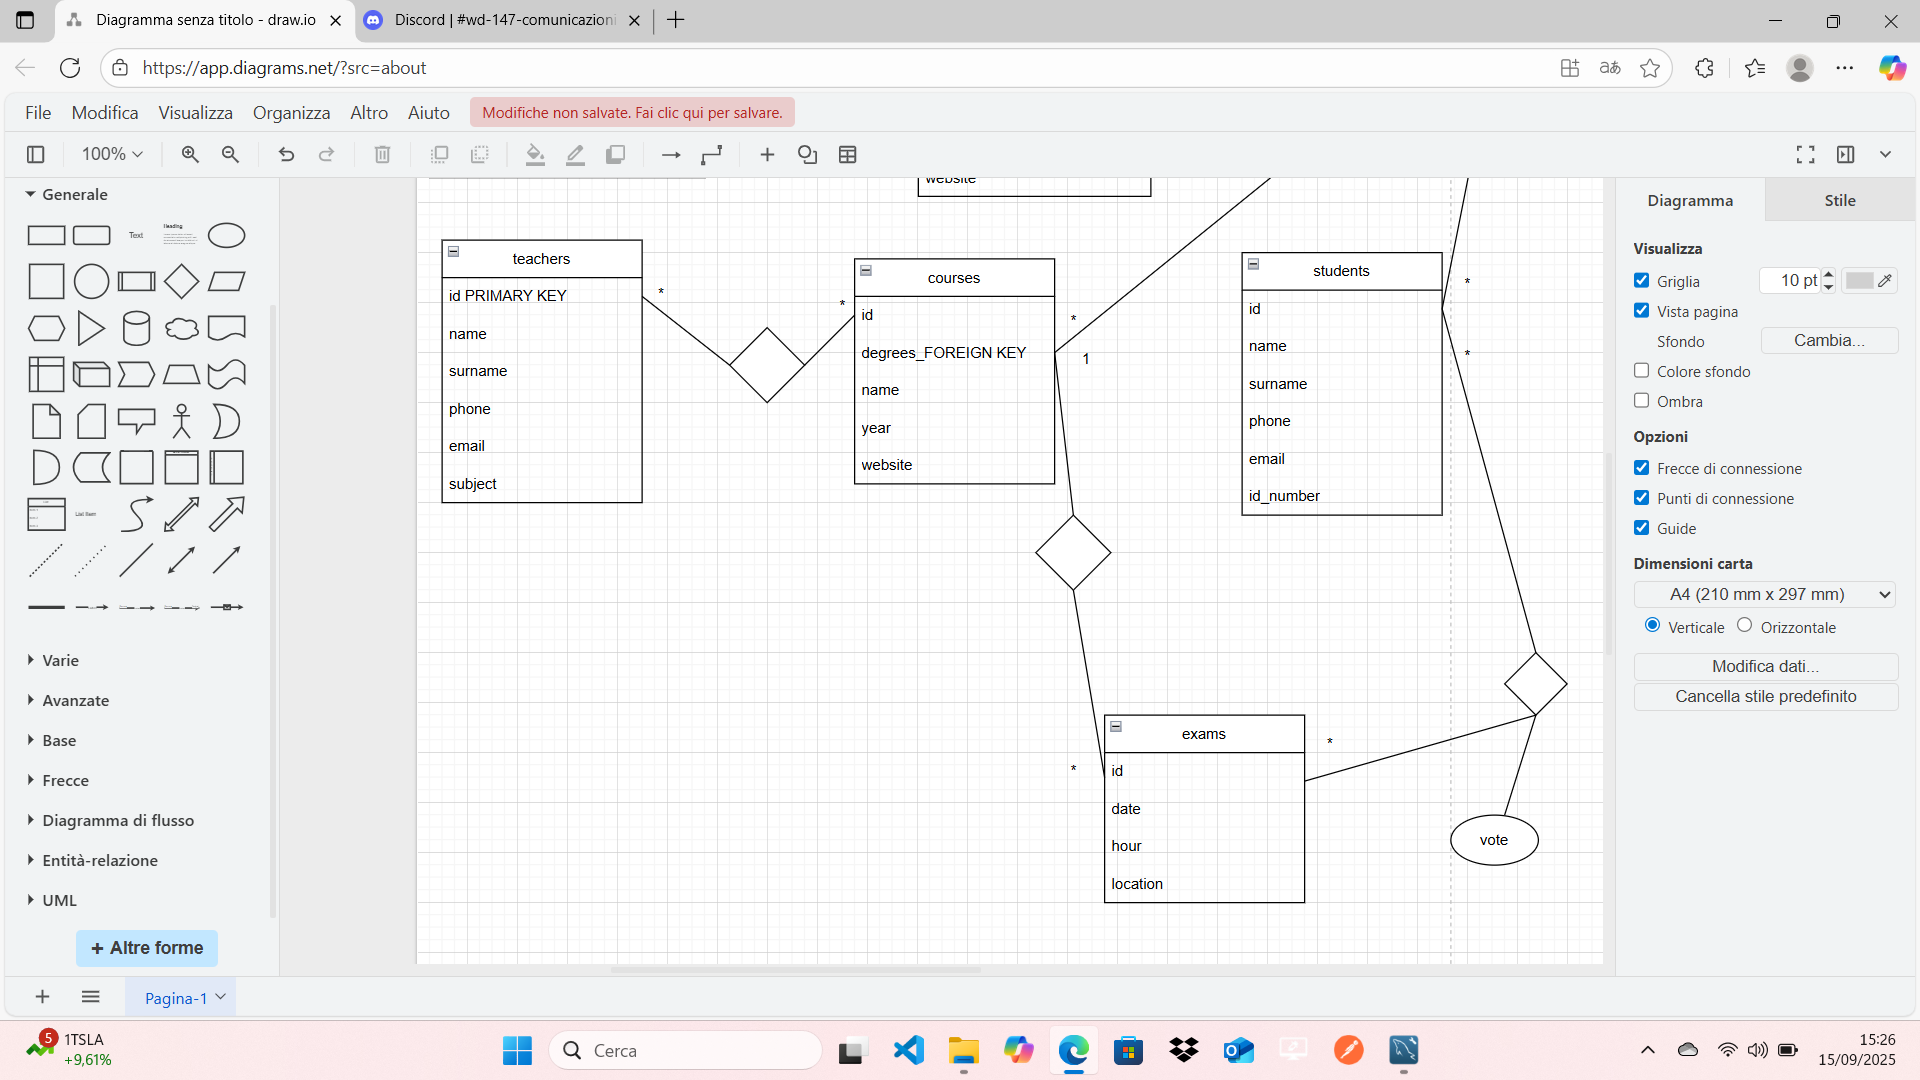 Diagramma senza titolo - draw.io
Discord | #wd-147-comunicazioni
https://app.diagrams.net/?src=about
File Modifica Visualizza Organizza Altro Aiuto Modifiche non salvate. Fai clic qui per salvare.
100%
Generale
Text
Heading
List Item
Varie
Avanzate
Base
Frecce
Diagramma di flusso
Entità-relazione
UML
+ Altre forme
website
teachers
id PRIMARY KEY
name
surname
phone
email
subject
*
*
courses
id
degrees_FOREIGN KEY
name
year
website
*
1
students
id
name
surname
phone
email
id_number
*
*
exams
id
date
hour
location
*
*
vote
Diagramma Stile
Visualizza
Griglia 10 pt
Vista pagina
Sfondo Cambia...
Colore sfondo
Ombra
Opzioni
Frecce di connessione
Punti di connessione
Guide
Dimensioni carta
A4 (210 mm x 297 mm)
Verticale Orizzontale
Modifica dati...
Cancella stile predefinito
Pagina-1
5
1TSLA
+9,61%
Cerca
15:26
15/09/2025